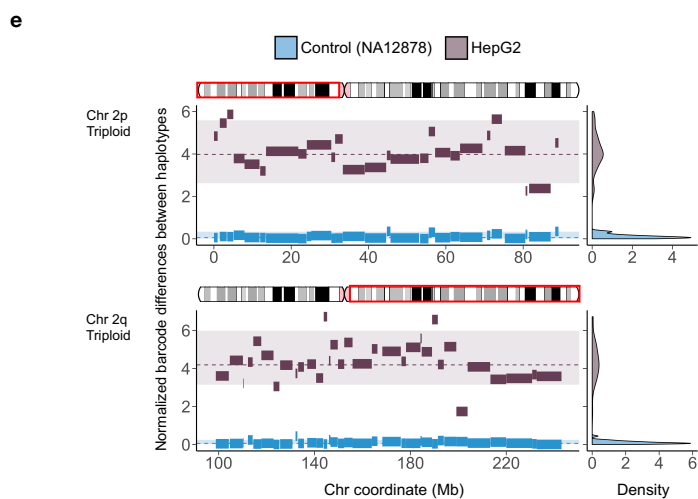 e
Control (NA12878)
HepG2
Chr 2p
Triploid
Normalized barcode differences between haplotypes
6
4
2
0
0 20 40 60 80
0 2 4
Chr 2q
Triploid
6
4
2
0
100 140 180 220
0 2 4 6
Chr coordinate (Mb)
Density